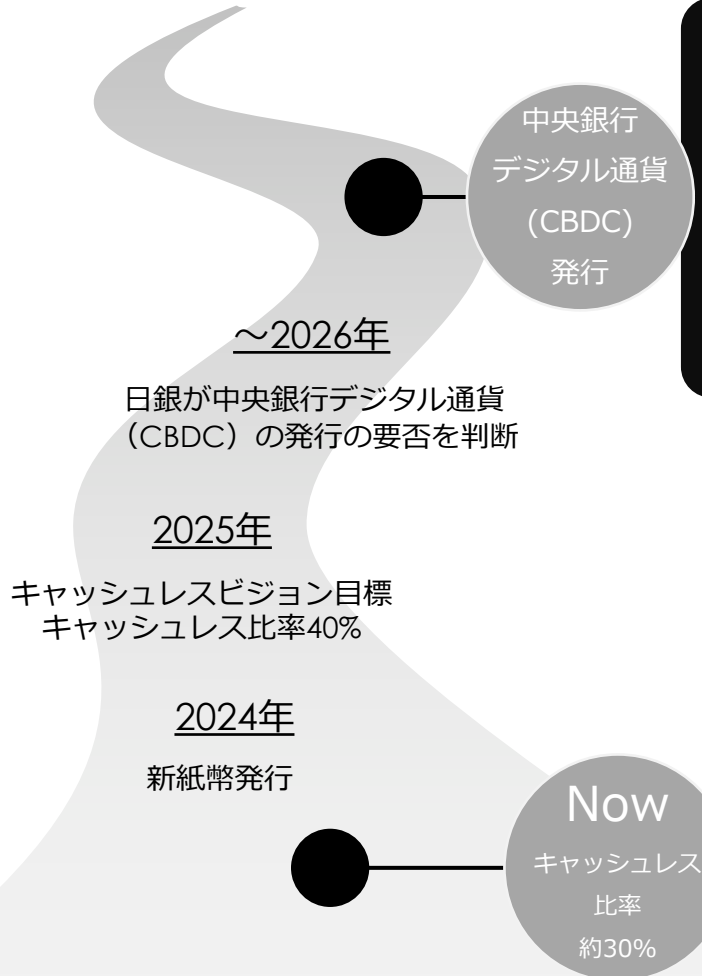 中央銀行
デジタル通貨
(CBDC)
発行
～2026年
日銀が中央銀行デジタル通貨
（CBDC）の発行の要否を判断
2025年
キャッシュレスビジョン目標
キャッシュレス比率40%
2024年
新紙幣発行
Now
キャッシュレス
比率
約30%